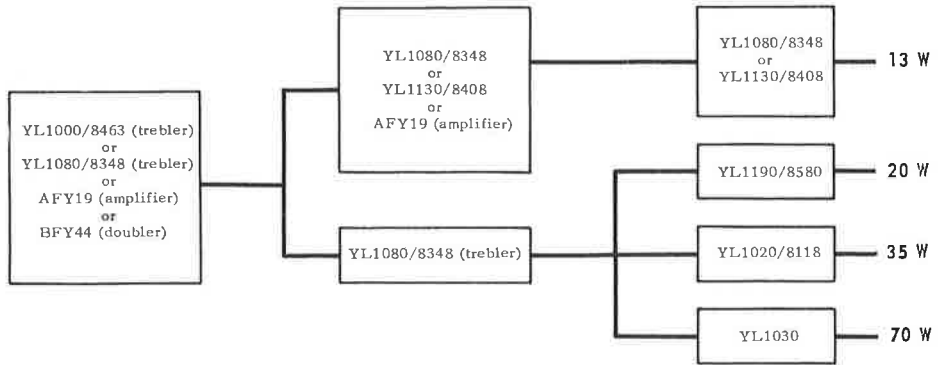 YL1000/8463 (trebler)
or
YL1080/8348 (trebler)
or
AFY19 (amplifier)
or
BFY44 (doubler)
YL1080/8348
or
YL1130/8408
or
AFY19 (amplifier)
YL1080/8348 (trebler)
YL1080/8348
or
YL1130/8408
13 W
YL1190/8580
20 W
YL1020/8118
35 W
YL1030
70 W